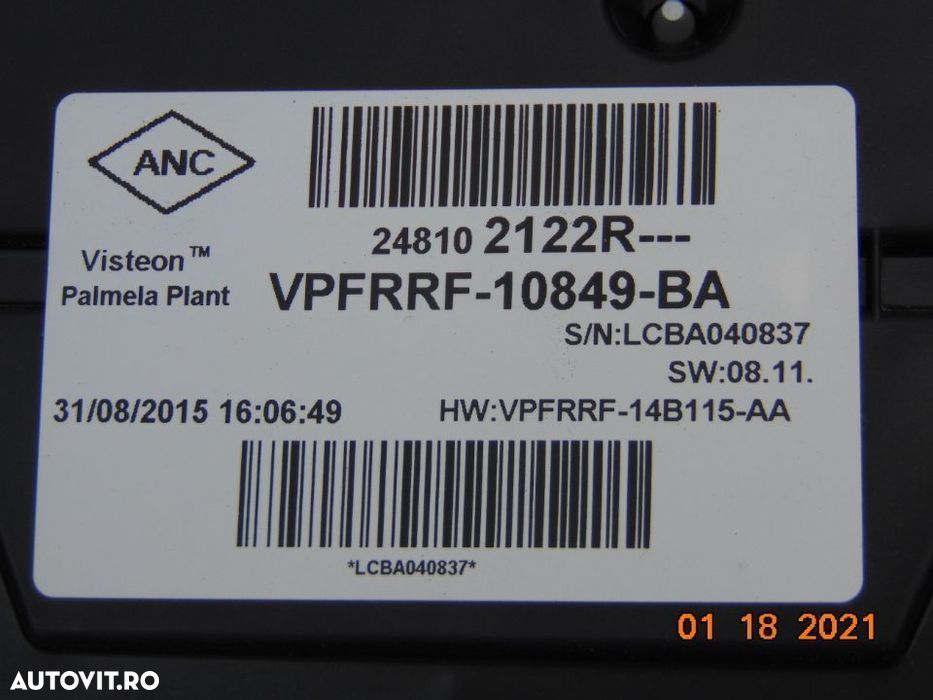 ANC
24810 2122R---
Visteon™
Palmela Plant
VPFRRF-10849-BA
S/N:LCBA040837
SW:08.11.
31/08/2015 16:06:49
HW:VPFRRF-14B115-AA
*LCBA040837*
01 18 2021
AUTOVIT.RO